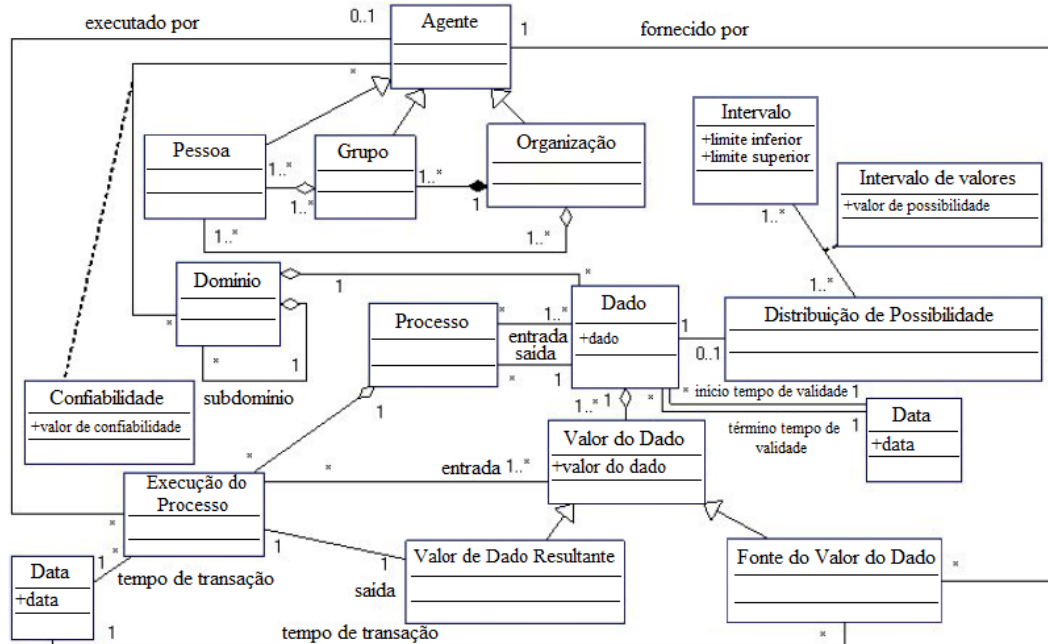 executado por
0..1
Agente
1
fornecido por
*
Intervalo
+limite inferior
+limite superior
Pessoa
Grupo
Organização
Intervalo de valores
+valor de possibilidade
1..*
1..*
1..*
1
1..*
1..*
1..*
1..*
Domínio
1
*
Processo
*
1..*
Dado
+dado
1
Distribuição de Possibilidade
entrada
saída
0..1
*
*
1
*
1
subdomínio
Confiabilidade
+valor de confiabilidade
1
1..*
1
*
*
início tempo de validade
1
término tempo de
validade
1
Data
+data
Valor do Dado
+valor do dado
*
*
entrada
1..*
Execução do
Processo
*
1
1
Valor de Dado Resultante
Fonte do Valor do Dado
*
Data
+data
1
*
tempo de transação
saída
1
tempo de transação
*